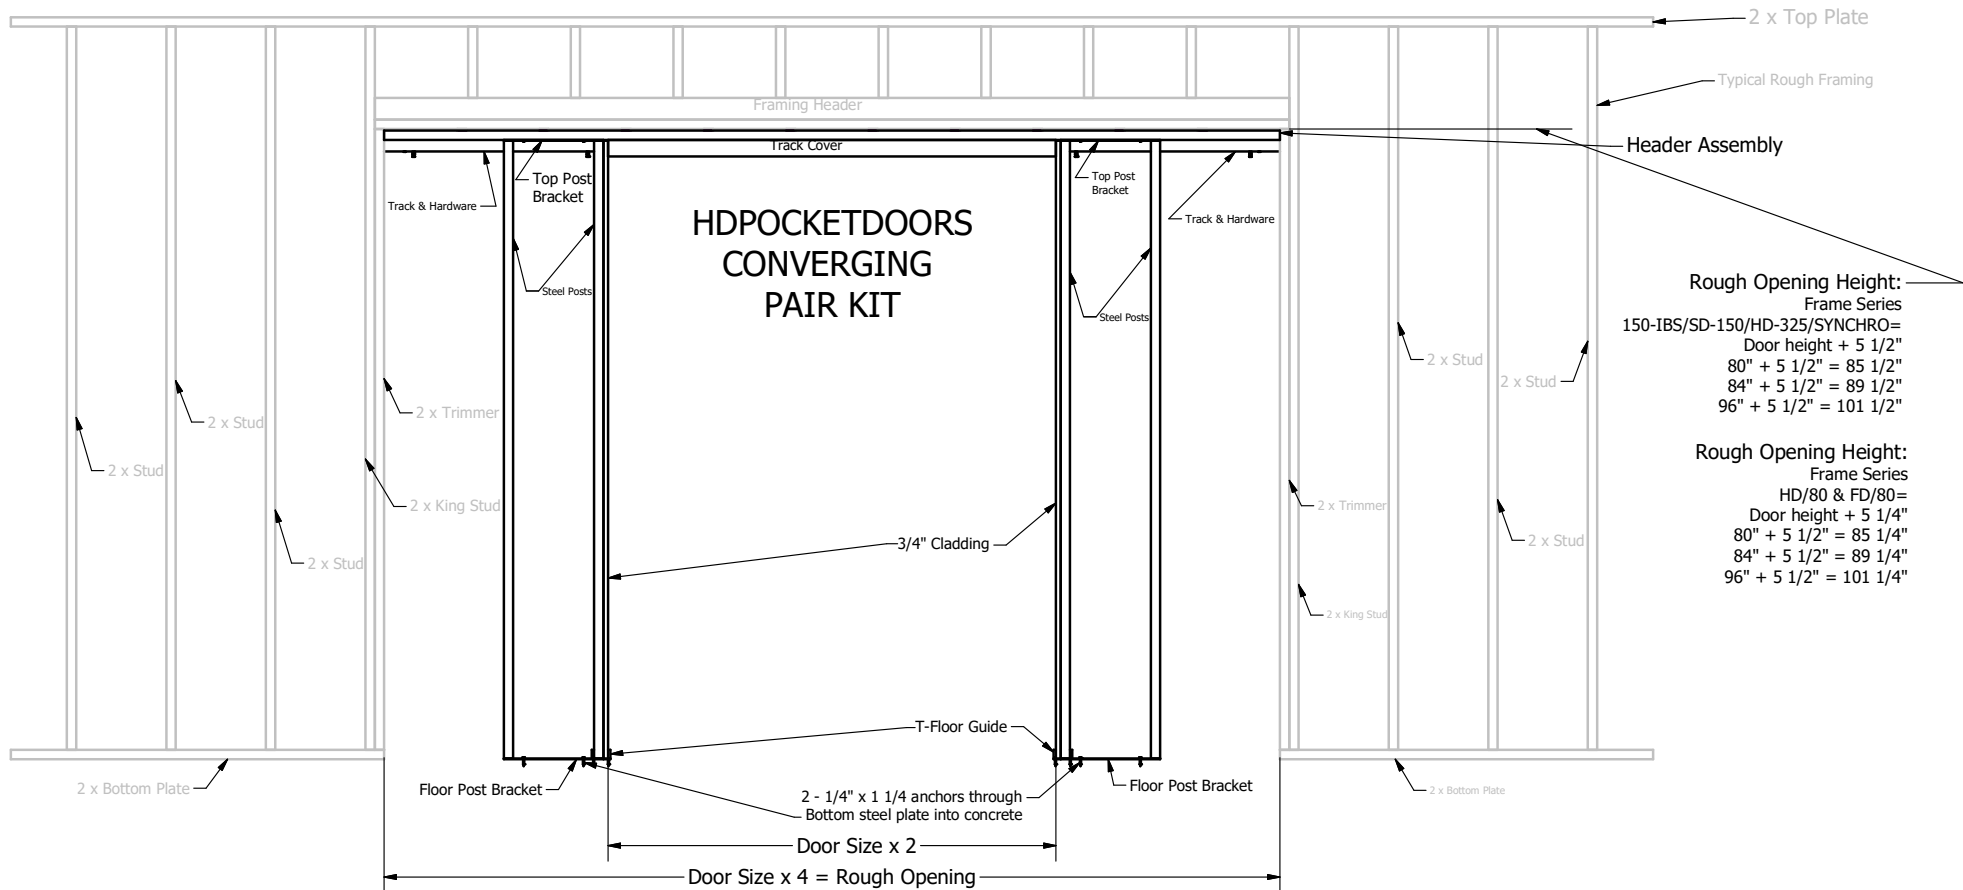 2 x Top Plate
Typical Rough Framing
Framing Header
Header Assembly
Track Cover
Top Post
Bracket
Track & Hardware
Top Post
Bracket
Track & Hardware
HDPOCKETDOORS
CONVERGING
PAIR KIT
Steel Posts
Steel Posts
Rough Opening Height:
Frame Series
150-IBS/SD-150/HD-325/SYNCHRO=
Door height + 5 1/2"
80" + 5 1/2" = 85 1/2"
84" + 5 1/2" = 89 1/2"
96" + 5 1/2" = 101 1/2"
Rough Opening Height:
Frame Series
HD/80 & FD/80=
Door height + 5 1/4"
80" + 5 1/2" = 85 1/4"
84" + 5 1/2" = 89 1/4"
96" + 5 1/2" = 101 1/4"
2 x Stud
2 x Stud
2 x Trimmer
2 x Stud
2 x Stud
2 x King Stud
2 x Trimmer
3/4" Cladding
2 x Stud
2 x Stud
2 x King Stud
T-Floor Guide
2 x Bottom Plate
Floor Post Bracket
2 - 1/4" x 1 1/4 anchors through
Bottom steel plate into concrete
Floor Post Bracket
2 x Bottom Plate
Door Size x 2
Door Size x 4 = Rough Opening